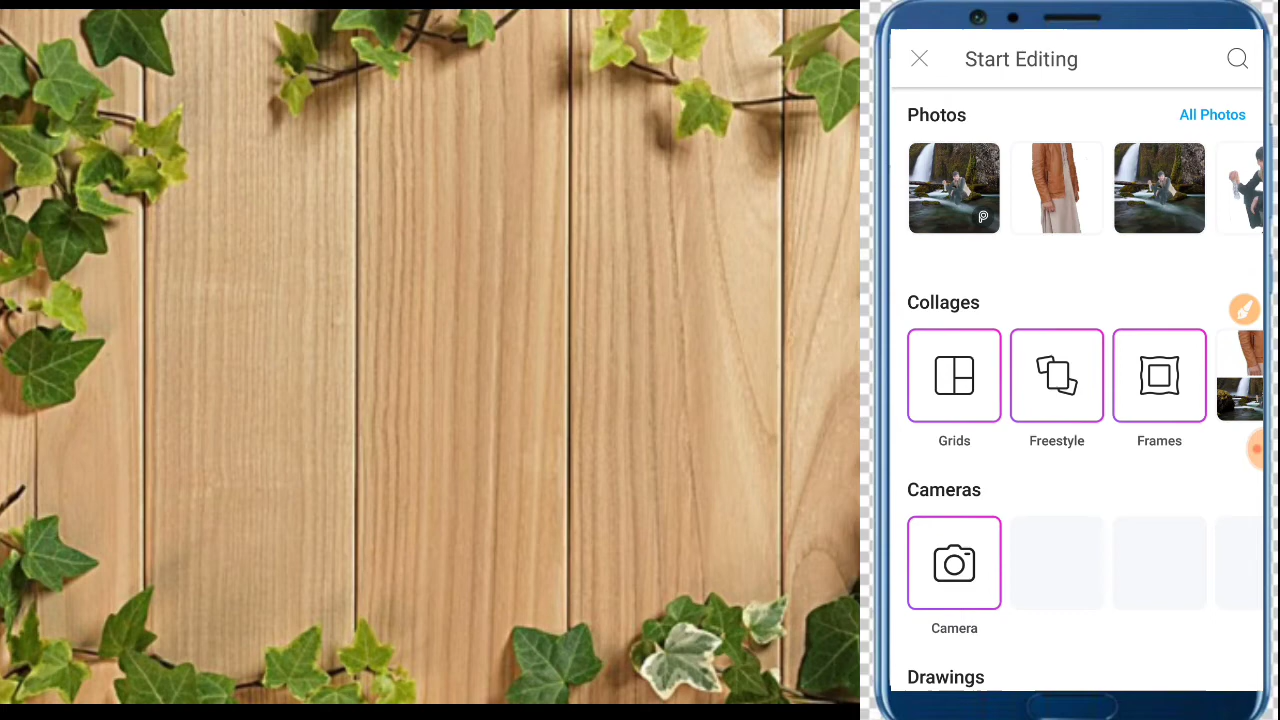 Start Editing
Photos
All Photos
Collages
Grids
Freestyle
Frames
Cameras
Camera
Drawings